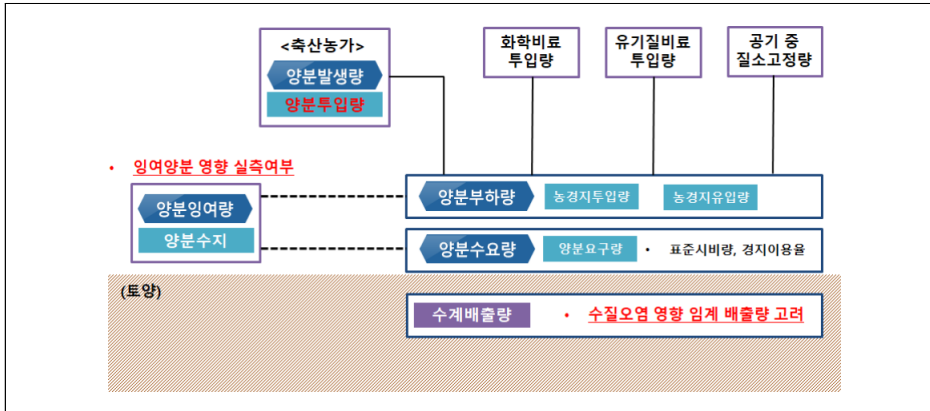 <축산농가>
양분발생량
양분투입량
화학비료
투입량
유기질비료
투입량
공기 중
질소고정량
• 잉여양분 영향 실측여부
양분잉여량
양분수지
양분부하량 농경지투입량 농경지유입량
양분수요량 양분요구량 • 표준시비량, 경지이용율
(토양)
수계배출량 • 수질오염 영향 임계 배출량 고려